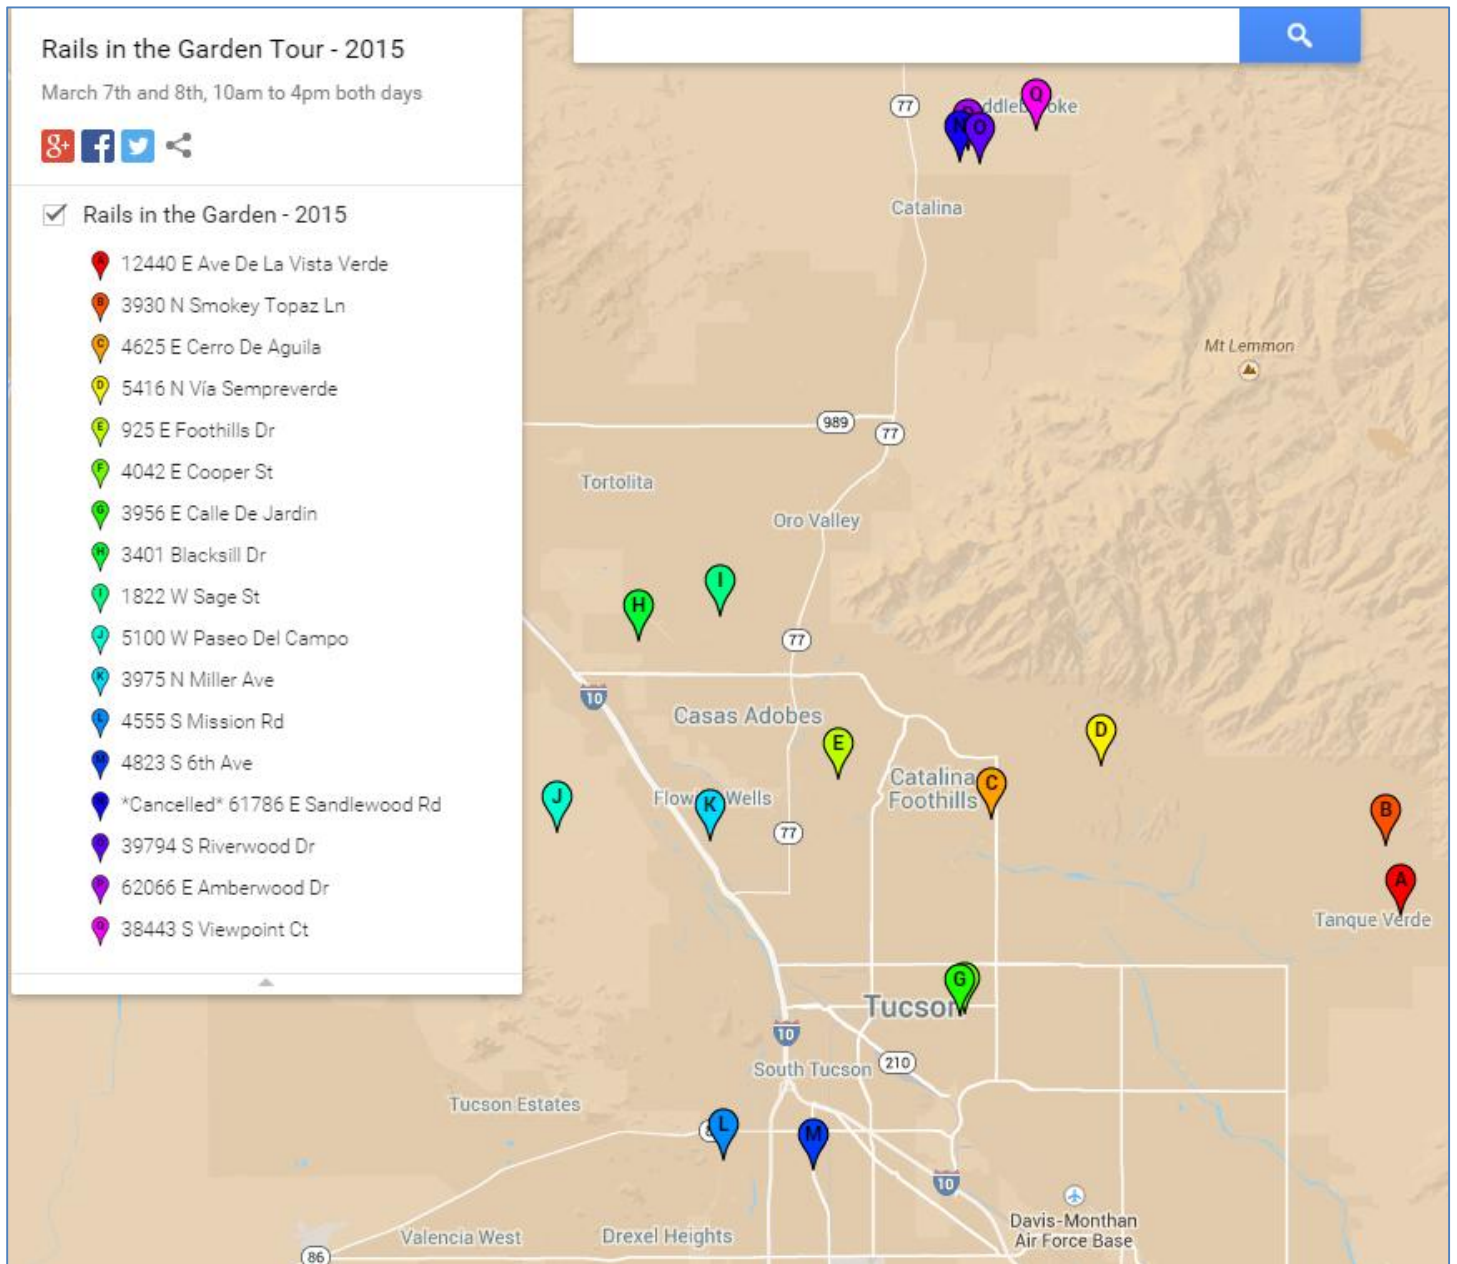 Rails in the Garden Tour - 2015
March 7th and 8th, 10am to 4pm both days
g+ f
Rails in the Garden - 2015
A 12440 E Ave De La Vista Verde
B 3930 N Smokey Topaz Ln
C 4625 E Cerro De Aguila
D 5416 N Vía Sempreverde
E 925 E Foothills Dr
F 4042 E Cooper St
G 3956 E Calle De Jardin
H 3401 Blacksill Dr
I 1822 W Sage St
J 5100 W Paseo Del Campo
K 3975 N Miller Ave
L 4555 S Mission Rd
M 4823 S 6th Ave
N *Cancelled* 61786 E Sandlewood Rd
O 39794 S Riverwood Dr
P 62066 E Amberwood Dr
Q 38443 S Viewpoint Ct
77
Q
N
O
Catalina
Mt Lemmon
989
77
Tortolita
Oro Valley
I
H
77
10
Casas Adobes
E
D
Catalina
Foothills
C
J
K
Wells
77
B
A
Tanque Verde
G
Tucson
10
South Tucson
210
Tucson Estates
L
M
10
Davis-Monthan
Air Force Base
Valencia West
Drexel Heights
86